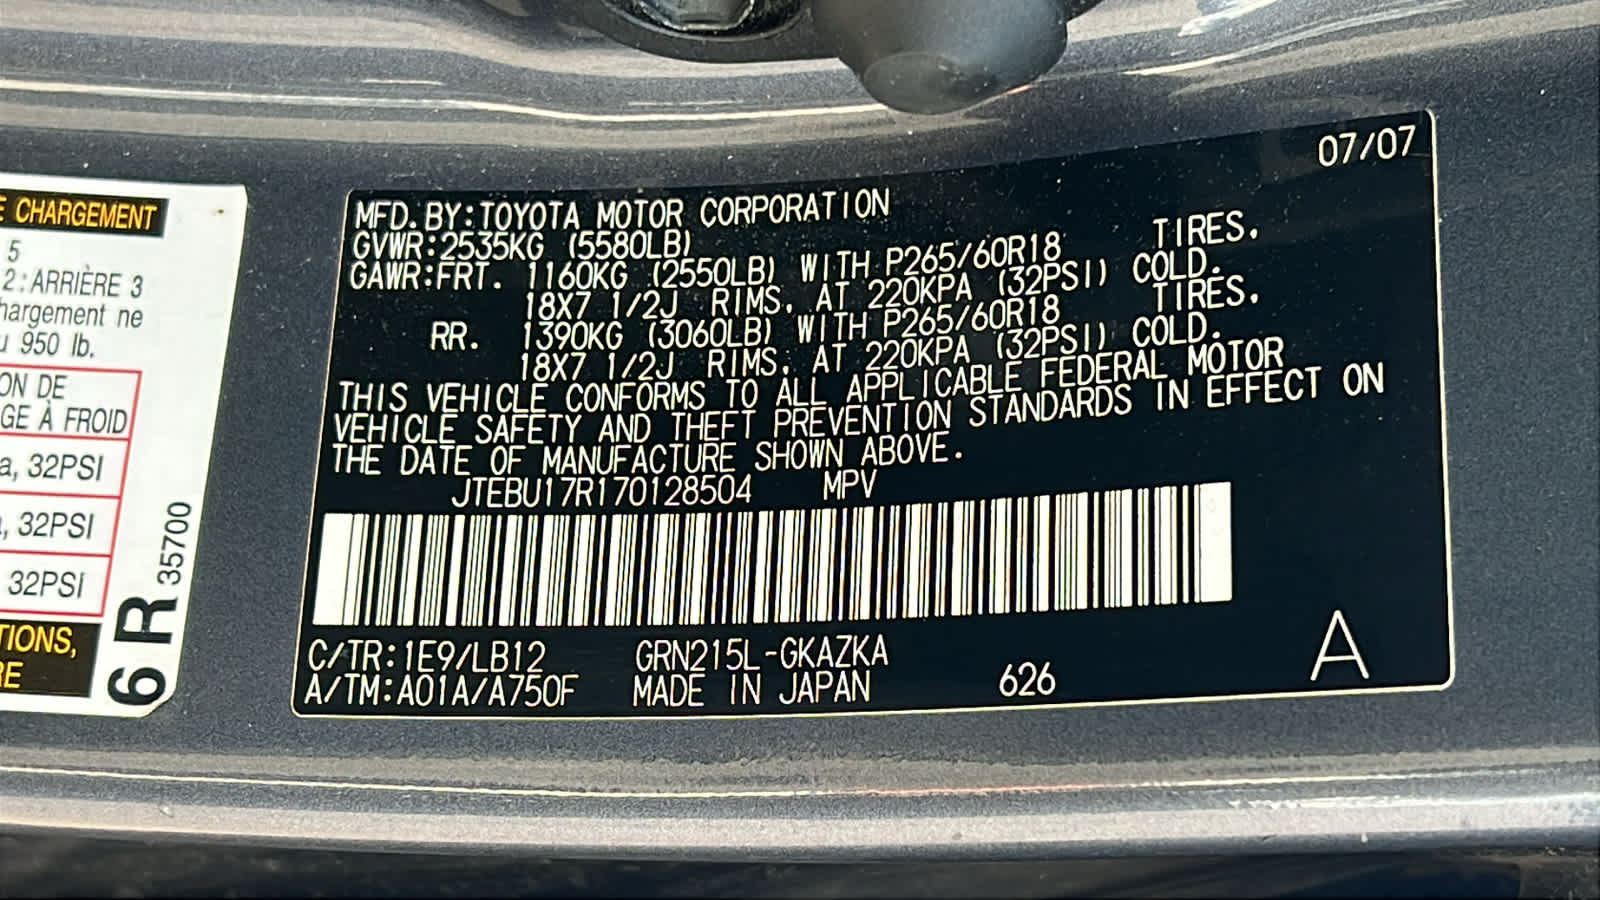 E CHARGEMENT
5
2:ARRIÈRE 3
hargement ne
u 950 lb.
ON DE
GE À FROID
a, 32PSI
a, 32PSI
32PSI
TIONS,
RE
6R 35700
07/07
MFD.BY:TOYOTA MOTOR CORPORATION
GVWR:2535KG (5580LB)
GAWR:FRT. 1160KG (2550LB) WITH P265/60R18 TIRES.
18X7 1/2J RIMS, AT 220KPA (32PSI) COLD.
RR. 1390KG (3060LB) WITH P265/60R18 TIRES.
18X7 1/2J RIMS, AT 220KPA (32PSI) COLD.
THIS VEHICLE CONFORMS TO ALL APPLICABLE FEDERAL MOTOR
VEHICLE SAFETY AND THEFT PREVENTION STANDARDS IN EFFECT ON
THE DATE OF MANUFACTURE SHOWN ABOVE.
JTEBU17R170128504 MPV
C/TR:1E9/LB12 GRN215L-GKAZKA
A/TM:A01A/A750F MADE IN JAPAN 626 A